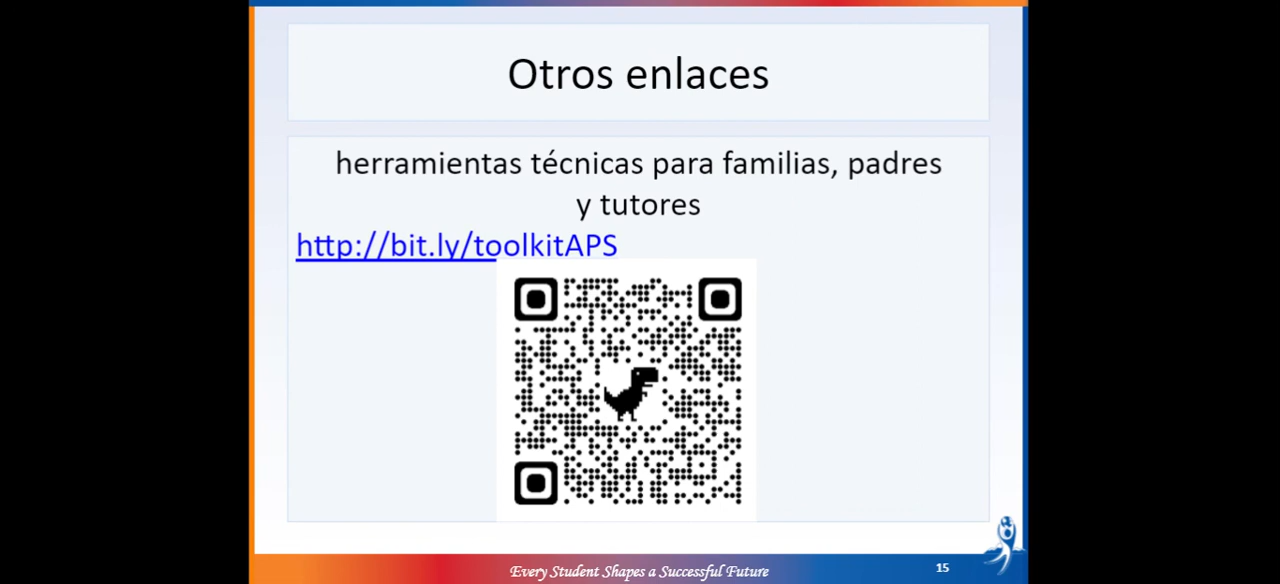 Otros enlaces
herramientas técnicas para familias, padres
y tutores
http://bit.ly/toolkitAPS
Every Student Shapes a Successful Future
15